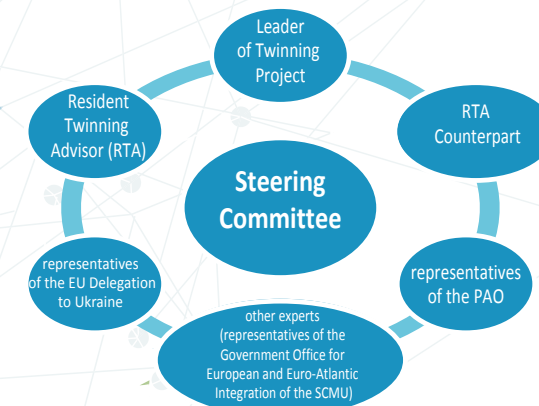 Leader
of Twinning
Project
Resident
Twinning
Advisor (RTA)
RTA
Counterpart
Steering
Committee
representatives
of the EU Delegation
to Ukraine
representatives
of the PAO
other experts
(representatives of the
Government Office for
European and Euro-Atlantic
Integration of the SCMU)